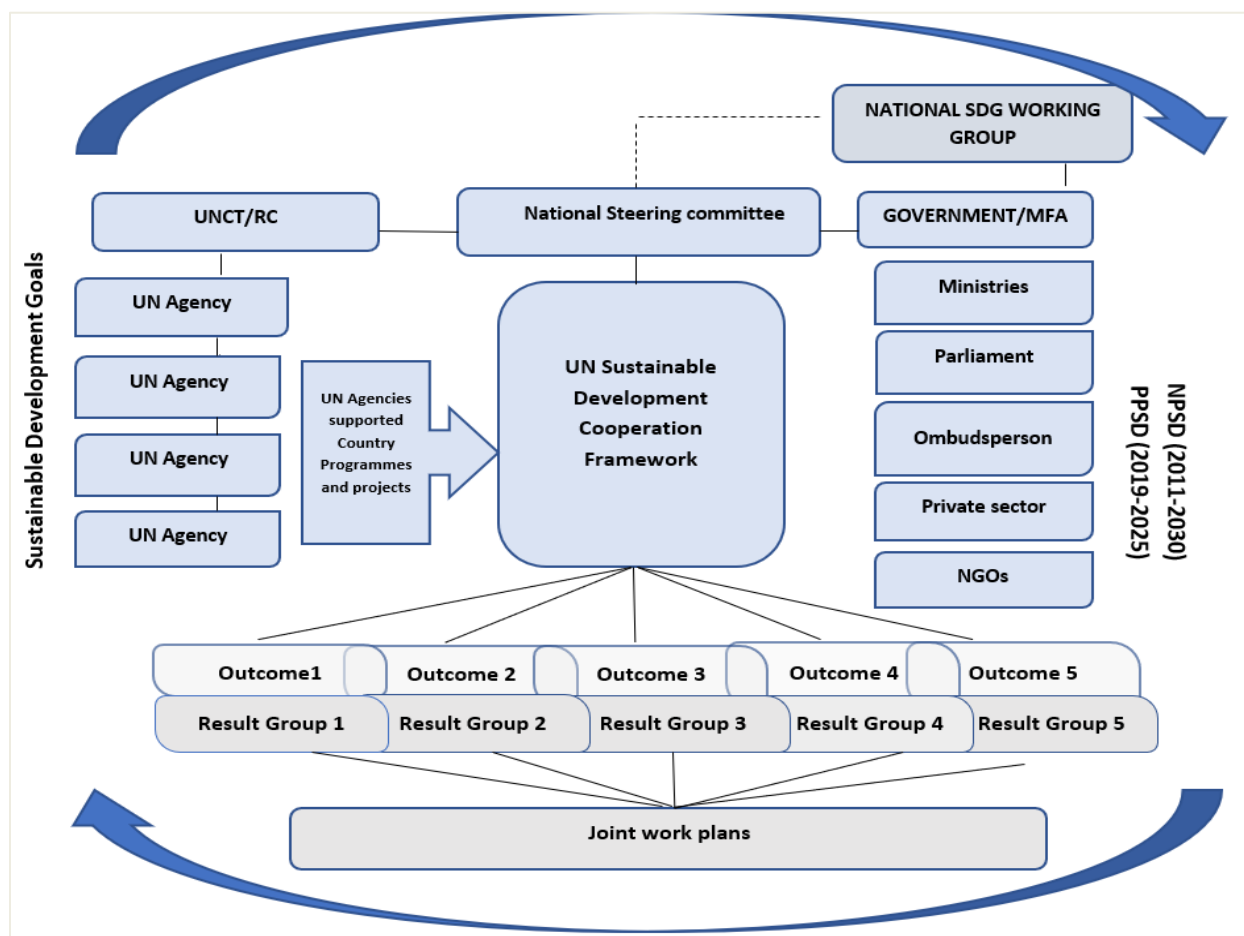 NATIONAL SDG WORKING
GROUP
UNCT/RC
National Steering committee
GOVERNMENT/MFA
Sustainable Development Goals
UN Agency
UN Agency
UN Agency
UN Agency
UN Agencies
supported
Country
Programmes
and projects
UN Sustainable
Development
Cooperation
Framework
Ministries
Parliament
Ombudsperson
Private sector
NGOs
NPSD (2011-2030)
PPSD (2019-2025)
Outcome1
Outcome 2
Outcome 3
Outcome 4
Outcome 5
Result Group 1
Result Group 2
Result Group 3
Result Group 4
Result Group 5
Joint work plans